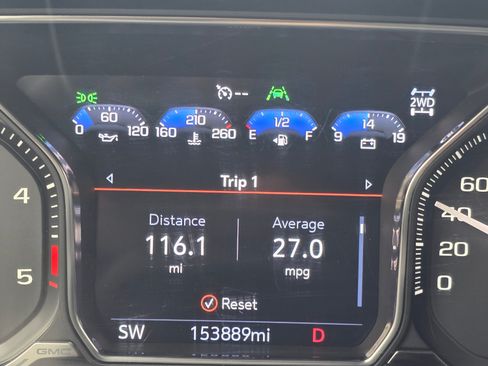 --
2WD
0 60 120
160 210 260
E 1/2 F
9 14 19
Trip 1
Distance Average
116.1 27.0
mi mpg
Reset
SW 153889mi D
GMC
4
5
60
40
20
0